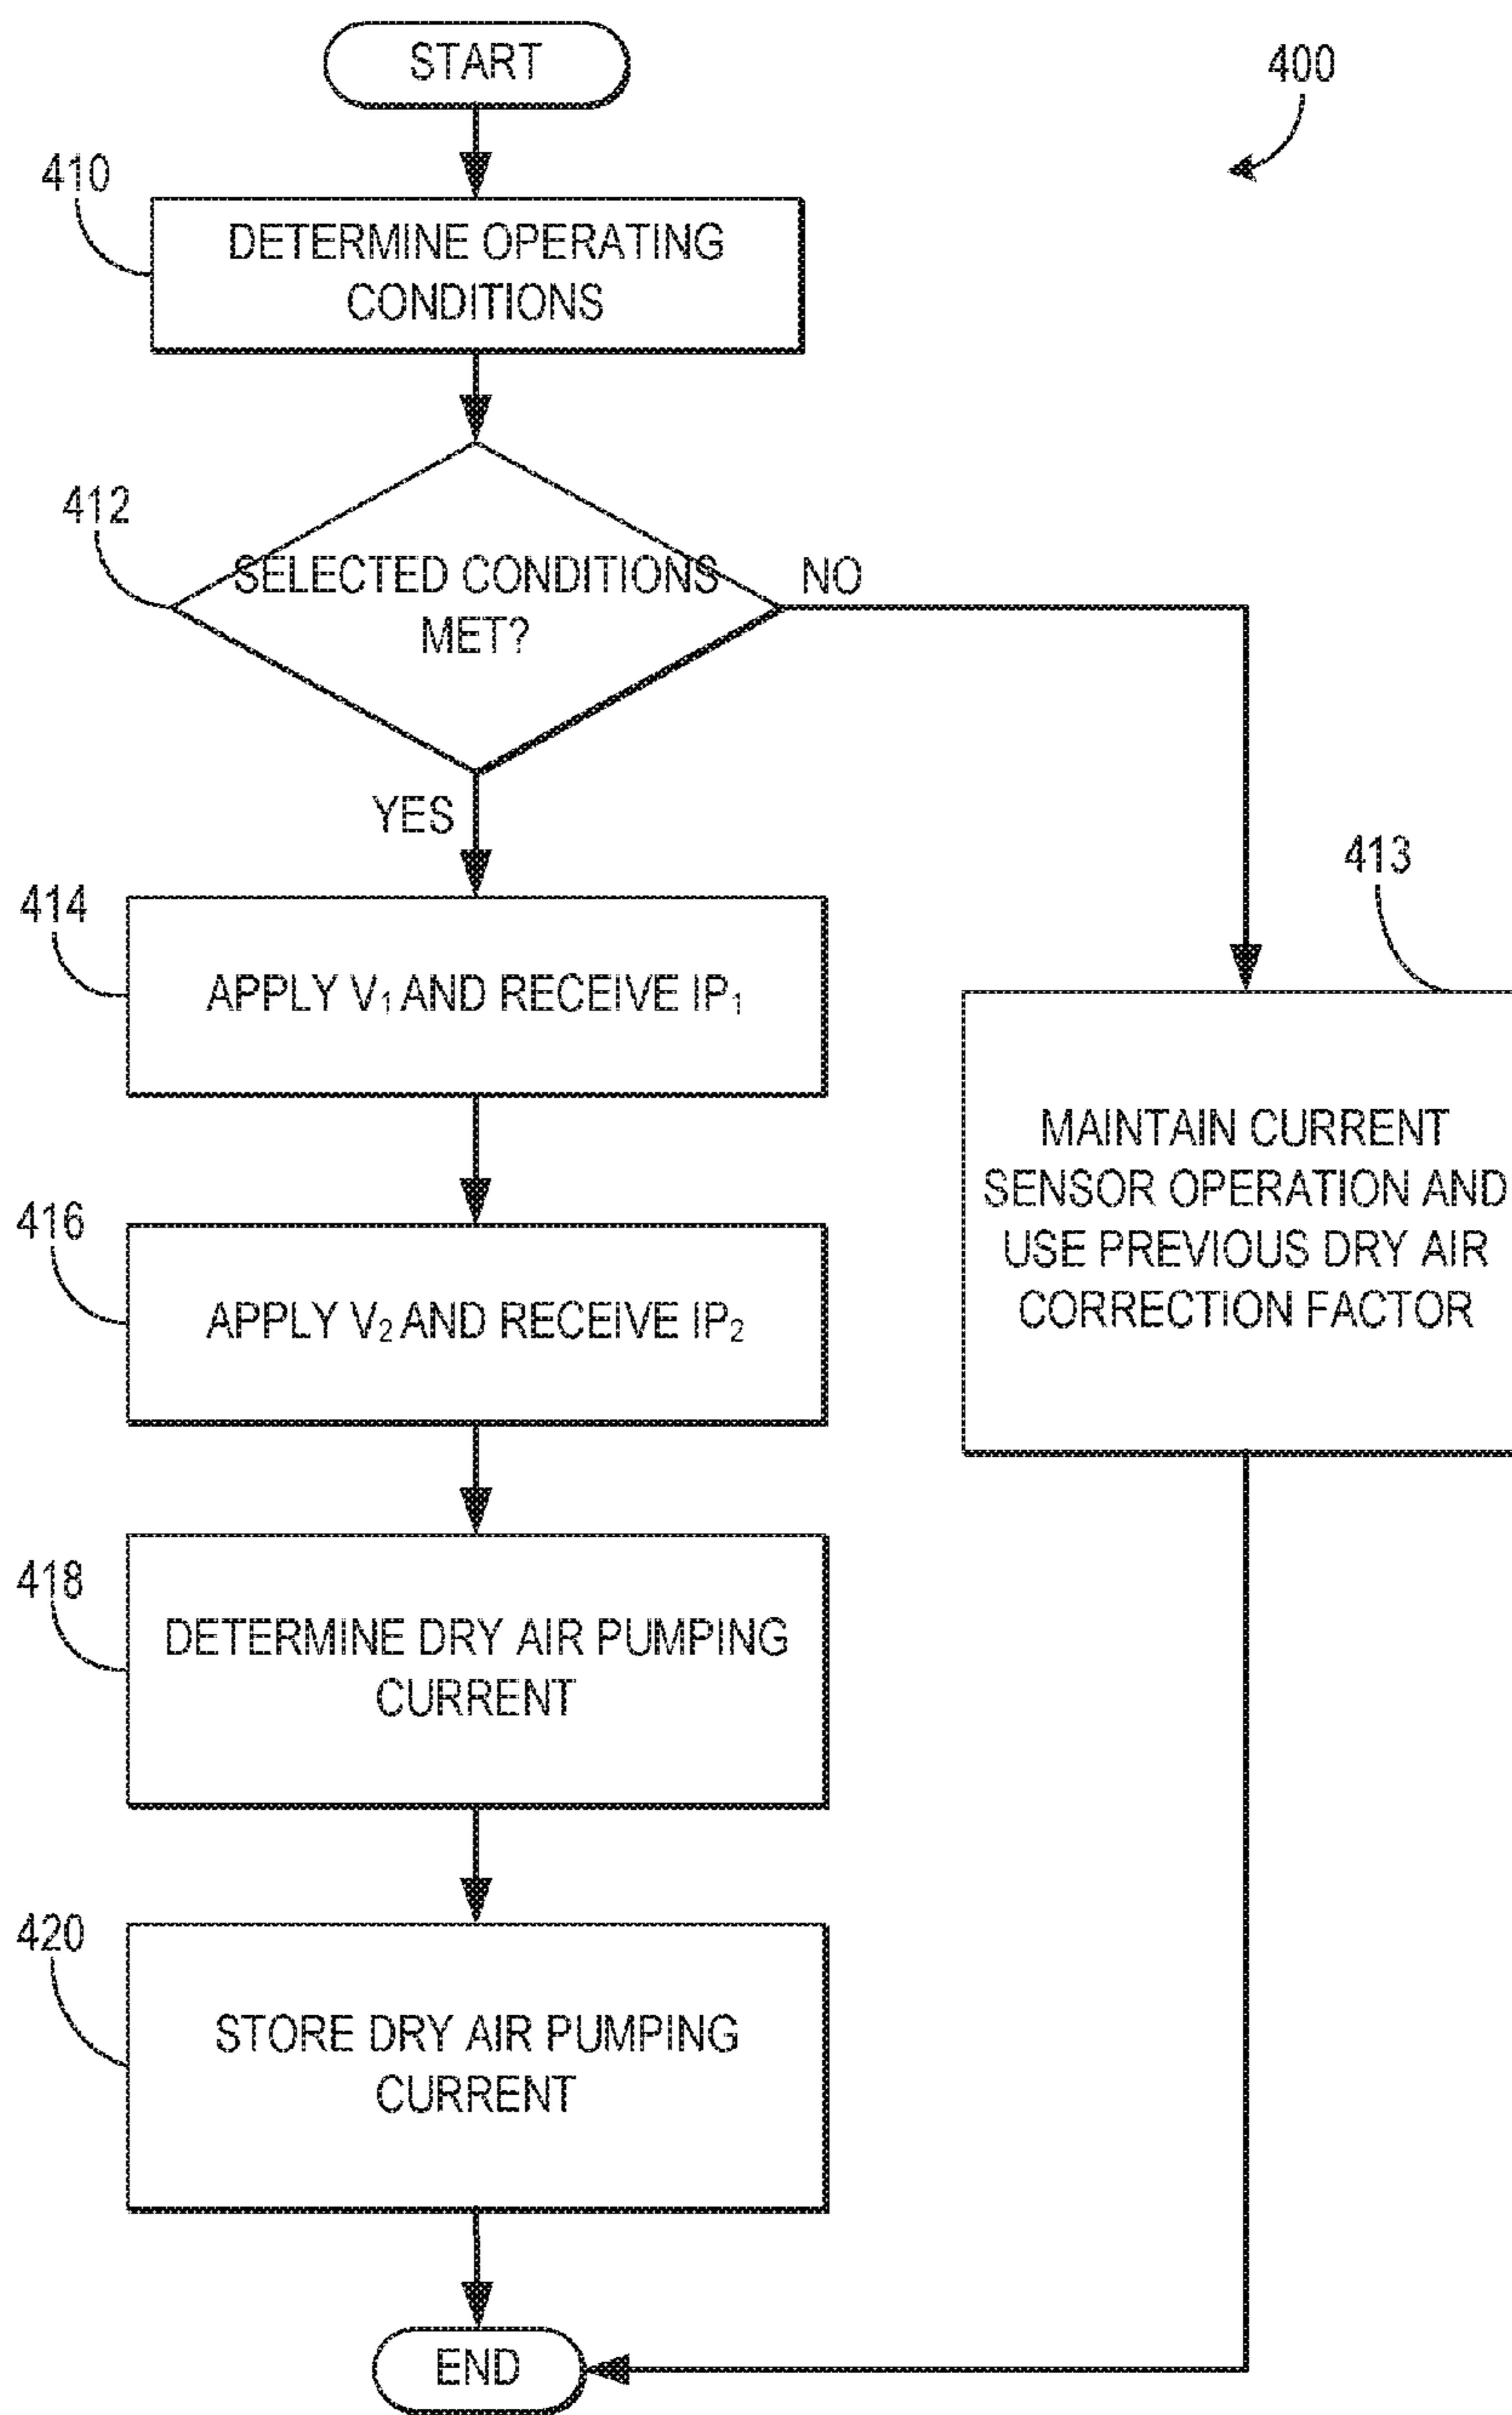 START
400
410
DETERMINE OPERATING
CONDITIONS
412
SELECTED CONDITIONS
MET?
NO
YES
413
414
APPLY V₁ AND RECEIVE IP₁
MAINTAIN CURRENT
SENSOR OPERATION AND
USE PREVIOUS DRY AIR
CORRECTION FACTOR
416
APPLY V₂ AND RECEIVE IP₂
418
DETERMINE DRY AIR PUMPING
CURRENT
420
STORE DRY AIR PUMPING
CURRENT
END